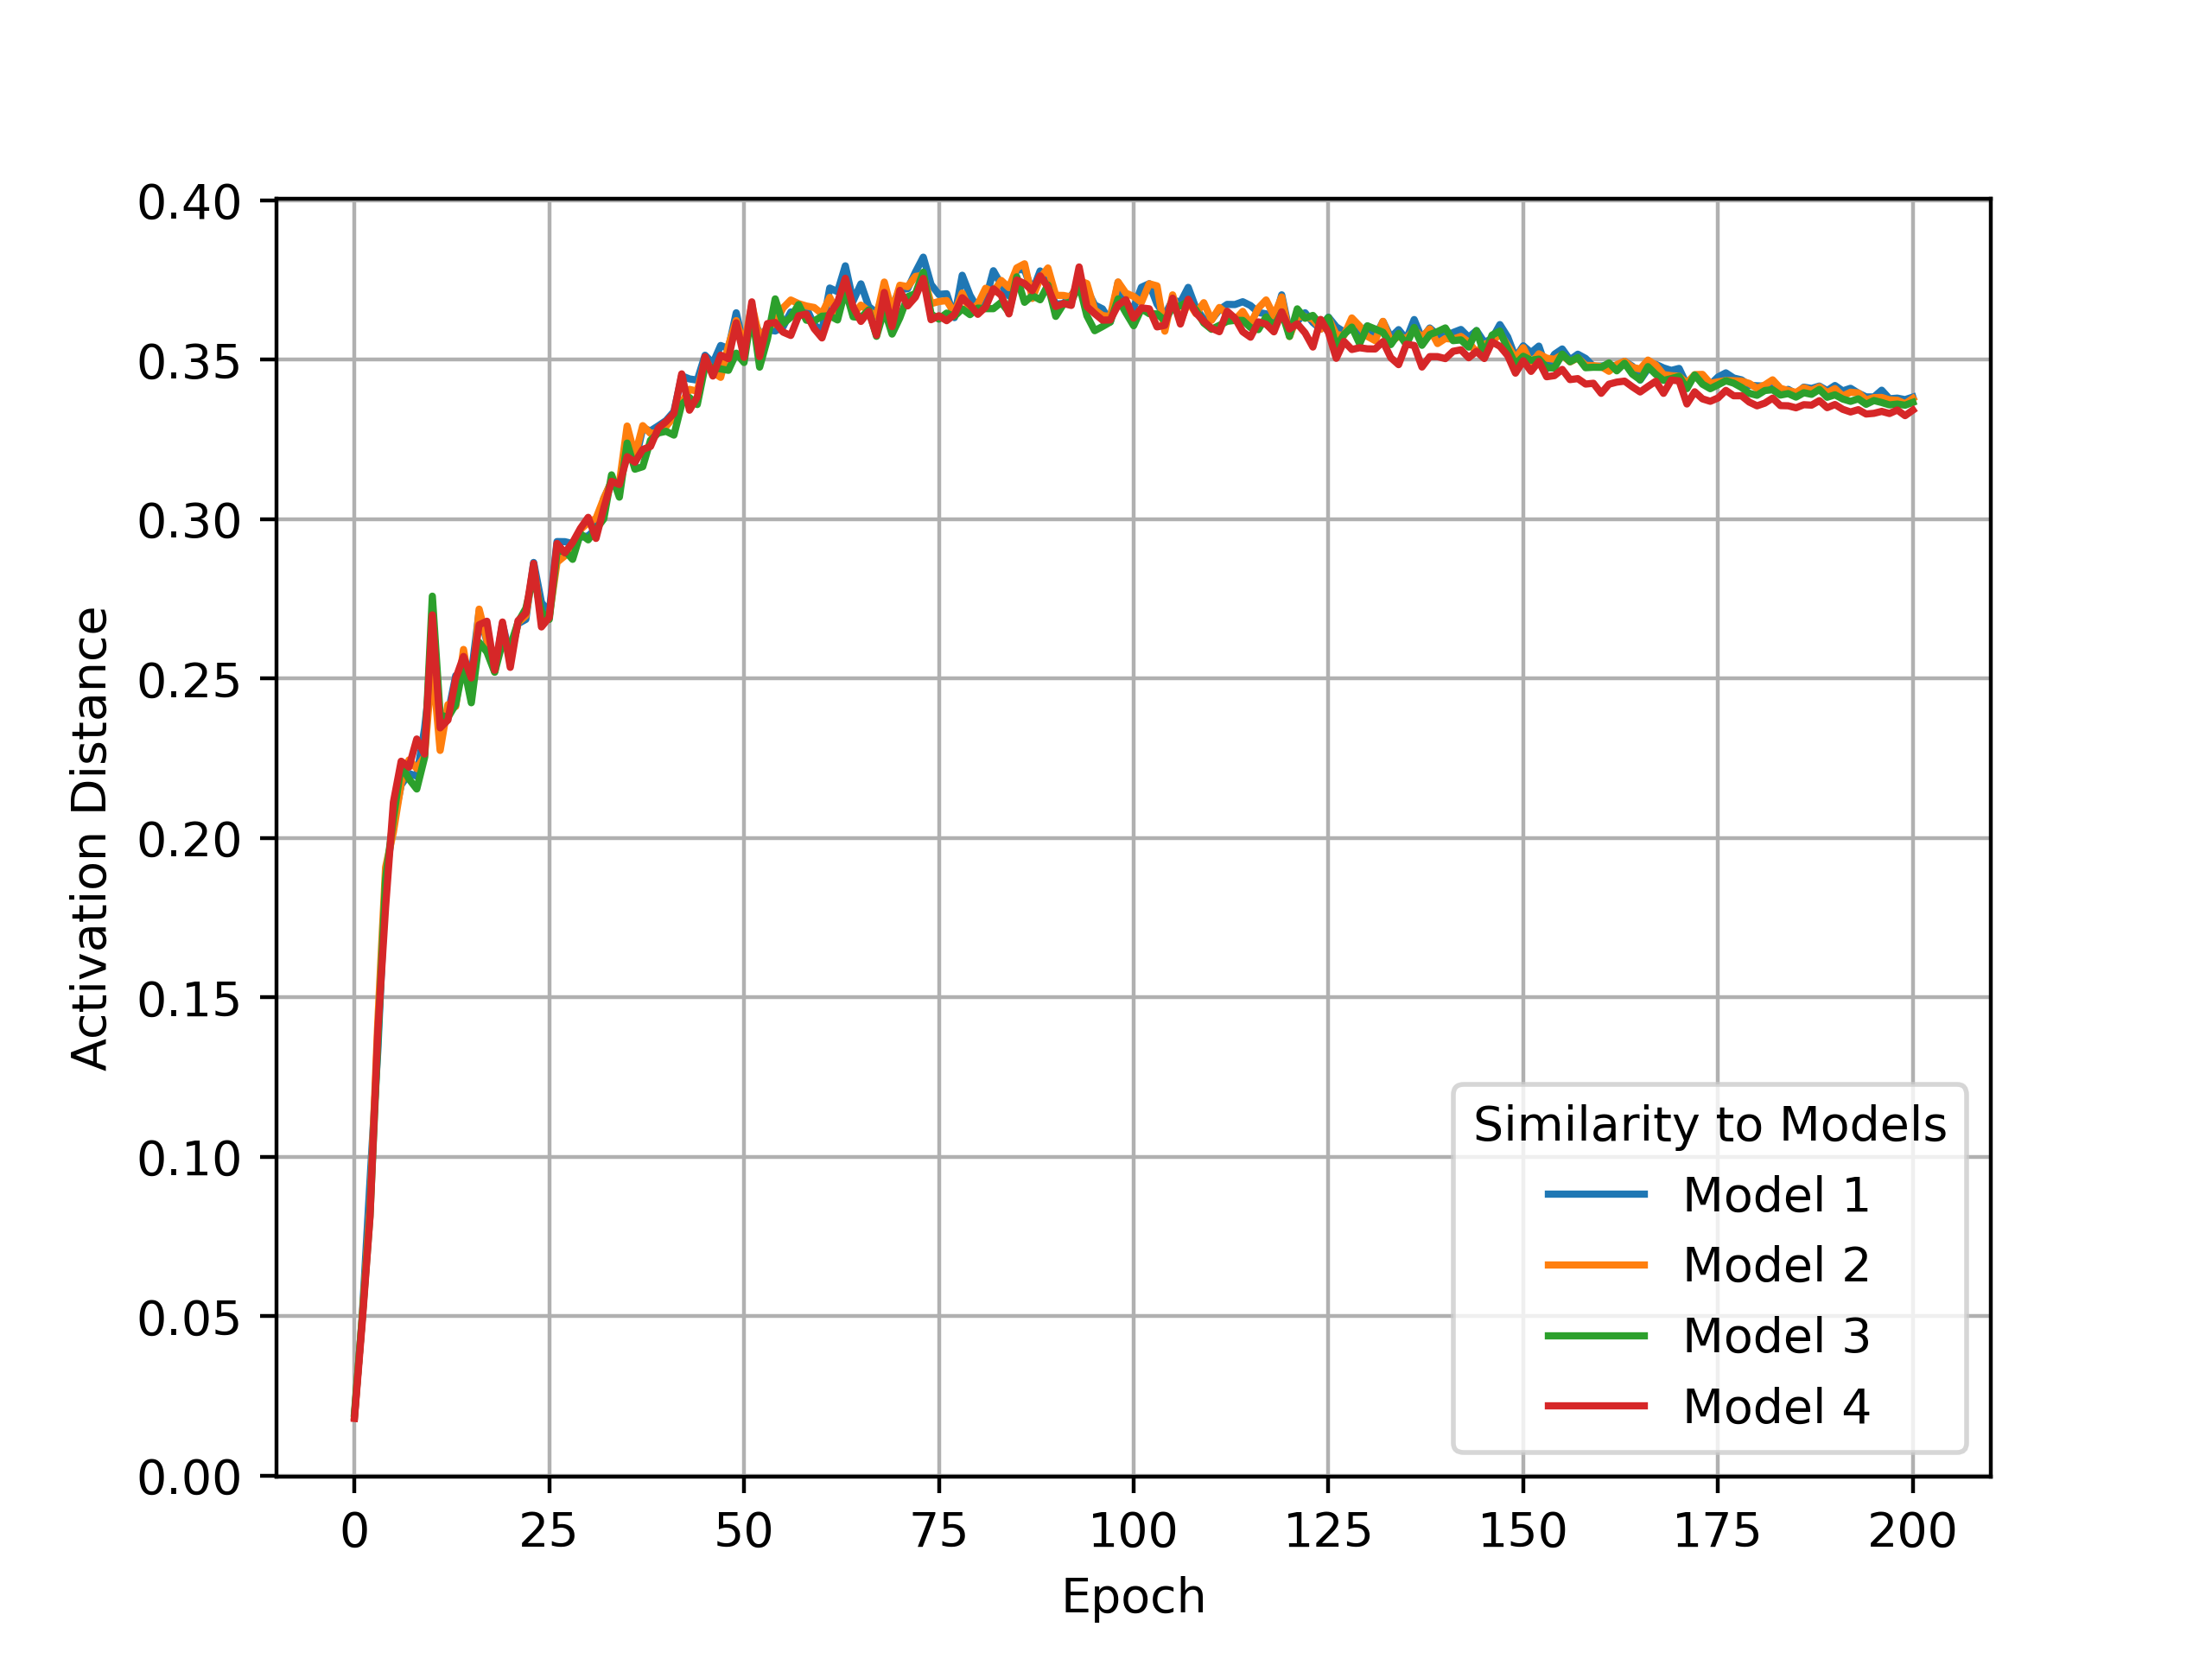 0.40
0.35
0.30
0.25
0.20
0.15
0.10
0.05
0.00
Activation Distance
0 25 50 75 100 125 150 175 200
Epoch
Similarity to Models
Model 1
Model 2
Model 3
Model 4